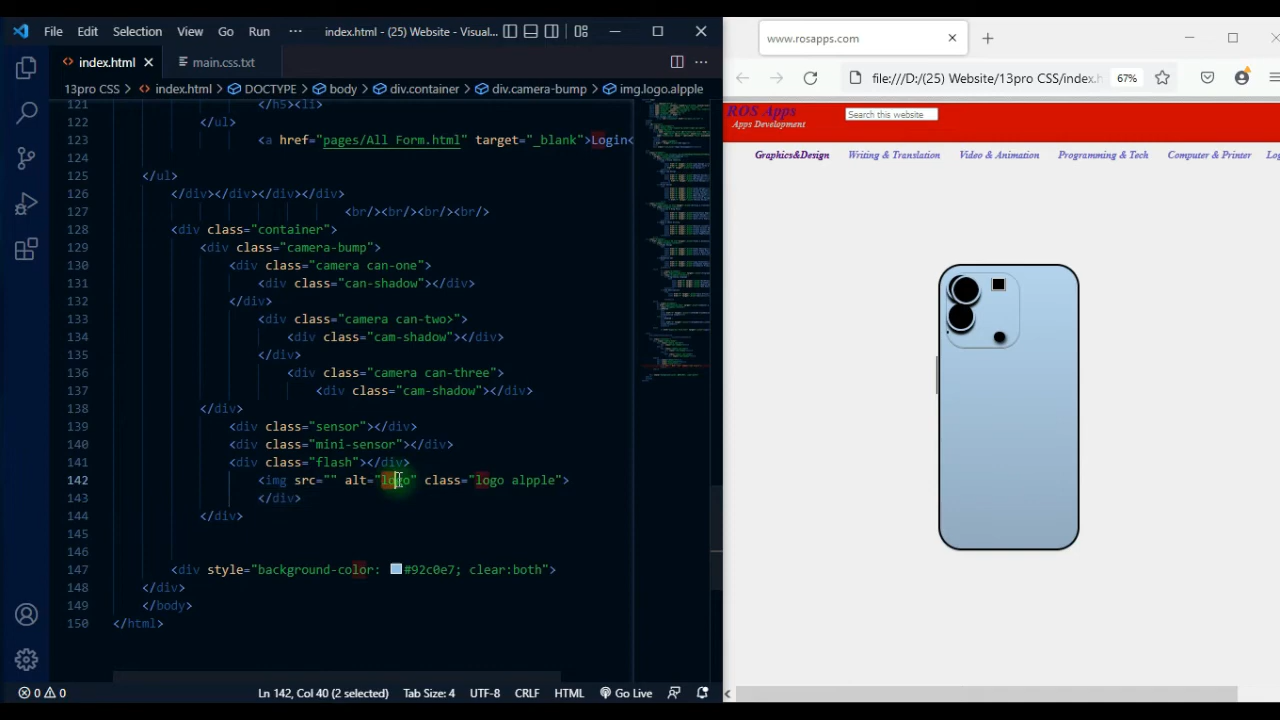 File Edit Selection View Go Run ··· index.html - (25) Website - Visual...
index.html main.css.txt
13pro CSS > index.html > DOCTYPE html > body > div.container > div.camera-bump > img.logo.alpple
121 </h5><li>
122
123 href="pages/All Logo.html" target="_blank">Login<
124
125 </ul>
126 </div></div></div></div>
127 <br/><br/><br/><br/>
128 <div class="container">
129 <div class="camera-bump">
130 <div class="camera can-one">
131 <div class="can-shadow"></div>
132 </div>
133 <div class="camera can-two>">
134 <div class="cam-shadow"></div>
135 </div>
136 <div class="camera can-three">
137 <div class="cam-shadow"></div>
138 </div>
139 <div class="sensor"></div>
140 <div class="mini-sensor"></div>
141 <div class="flash"></div>
142 <img src="" alt="logo" class="logo alpple">
143 </div>
144 </div>
145
146
147 <div style="background-color: #92c0e7; clear:both">
148 </div>
149 </body>
150 </html>
0 0 Ln 142, Col 40 (2 selected) Tab Size: 4 UTF-8 CRLF HTML Go Live
www.rosapps.com
file:///D:/(25) Website/13pro CSS/index.h 67%
ROS Apps
Apps Development
Search this website
Graphics&Design Writing & Translation Video & Animation Programming & Tech Computer & Printer Log